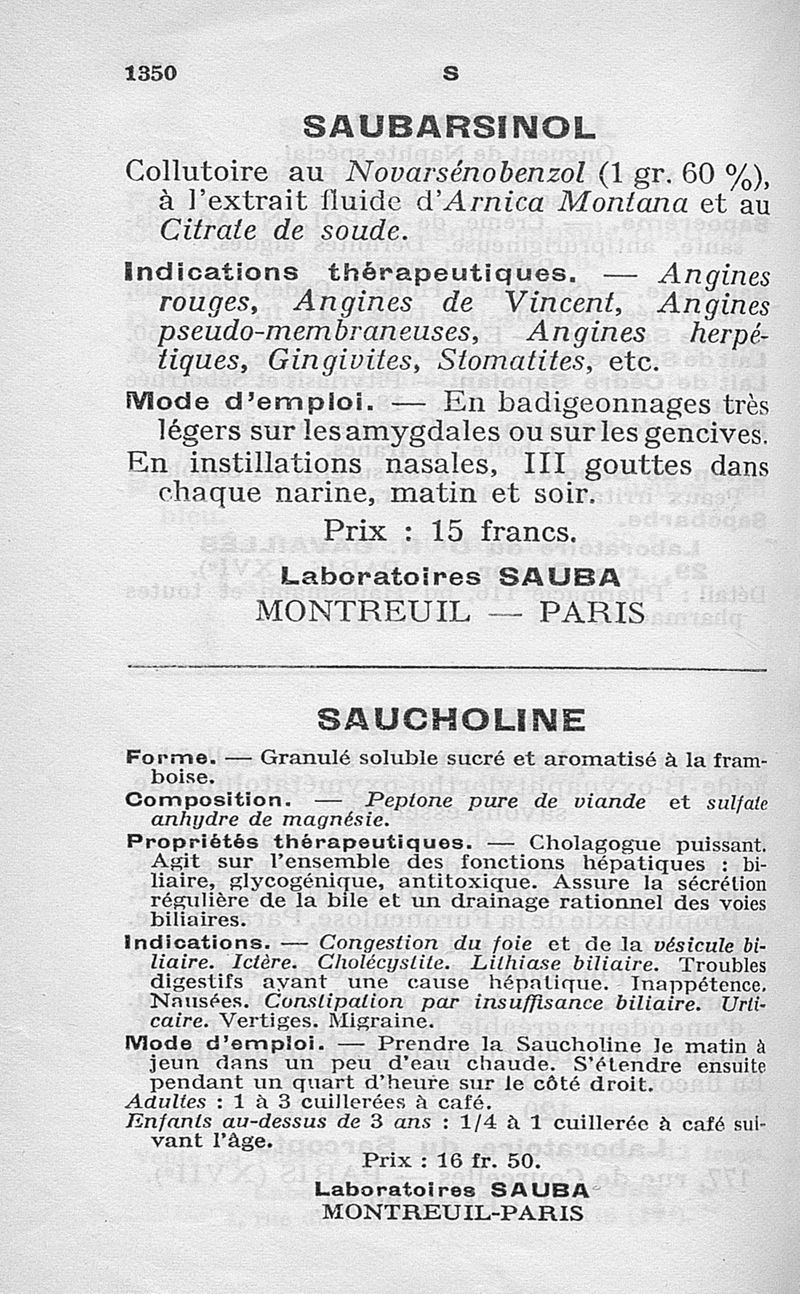 1350 S
SAUBARSINOL
Collutoire au Novarsénobenzol (1 gr. 60 %),
à l'extrait fluide d'Arnica Montana et au
Citrate de soude.
Indications thérapeutiques. — Angines
rouges, Angines de Vincent, Angines
pseudo-membraneuses, Angines herpé-
tiques, Gingivites, Stomatites, etc.
Mode d'emploi. — En badigeonnages très
légers sur les amygdales ou sur les gencives.
En instillations nasales, III gouttes dans
chaque narine, matin et soir.
Prix : 15 francs.
Laboratoires SAUBA
MONTREUIL — PARIS
SAUCHOLINE
Forme. — Granulé soluble sucré et aromatisé à la fram-
boise.
Composition. — Peptone pure de viande et sulfate
anhydre de magnésie.
Propriétés thérapeutiques. — Cholagogue puissant.
Agit sur l'ensemble des fonctions hépatiques : bi-
liaire, glycogénique, antitoxique. Assure la sécrétion
régulière de la bile et un drainage rationnel des voies
biliaires.
Indications. — Congestion du foie et de la vésicule bi-
liaire. Ictère. Cholécystite. Lithiase biliaire. Troubles
digestifs ayant une cause hépatique. Inappétence.
Nausées. Constipation par insuffisance biliaire. Urti-
caire. Vertiges. Migraine.
Mode d'emploi. — Prendre la Saucholine le matin à
jeun dans un peu d'eau chaude. S'étendre ensuite
pendant un quart d'heure sur le côté droit.
Adultes : 1 à 3 cuillerées à café.
Enfants au-dessus de 3 ans : 1/4 à 1 cuillerée à café sui-
vant l'âge.
Prix : 16 fr. 50.
Laboratoires SAUBA
MONTREUIL-PARIS